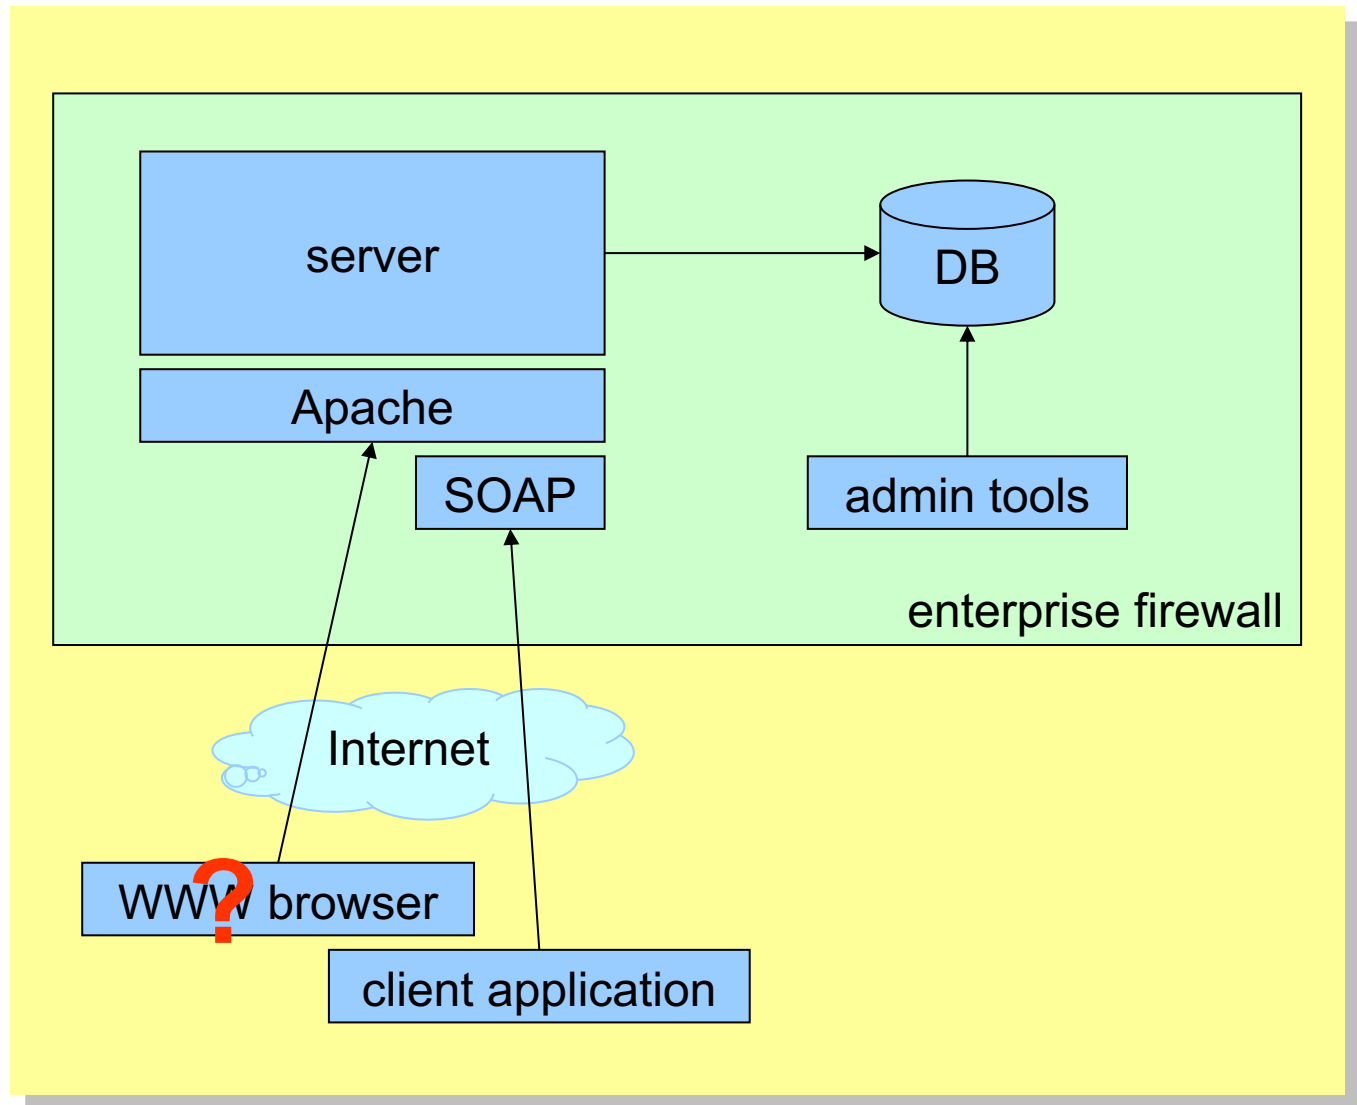 server
DB
Apache
SOAP
admin tools
enterprise firewall
Internet
WWW browser
?
client application